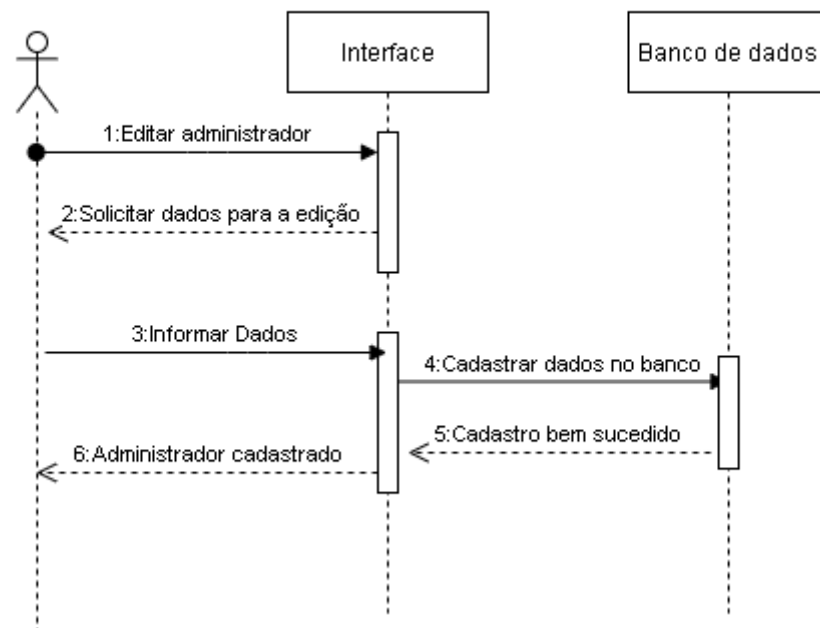 Interface
Banco de dados
1:Editar administrador
2:Solicitar dados para a edição
3:Informar Dados
4:Cadastrar dados no banco
5:Cadastro bem sucedido
6:Administrador cadastrado